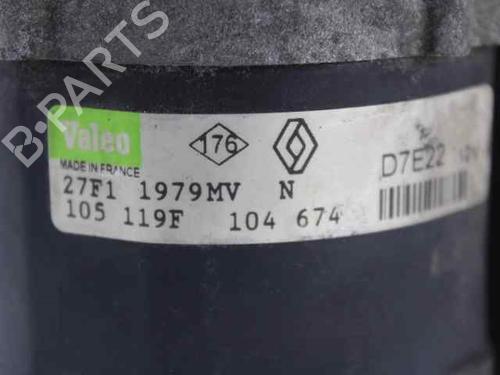 B-PARTS
Valeo
MADE IN FRANCE
176
27F1 1979MV N
105 119F 104 674
D7E22